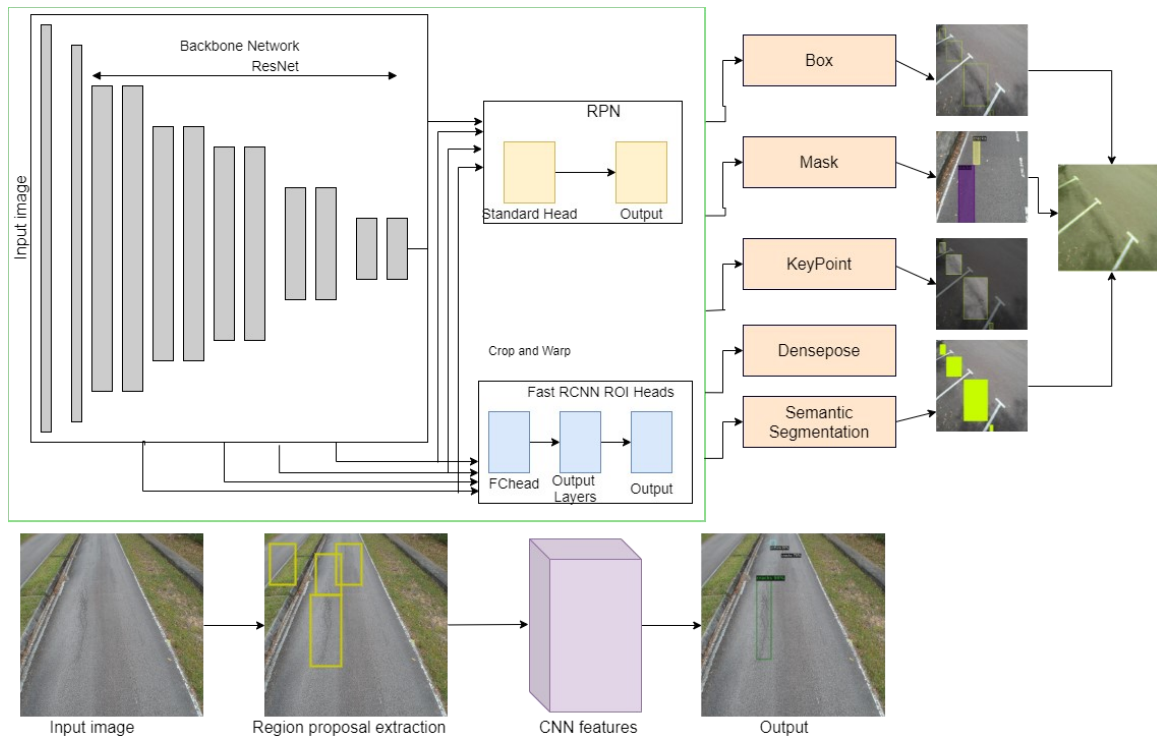 Backbone Network
ResNet
Input image
RPN
Standard Head
Output
Crop and Warp
Fast RCNN ROI Heads
FChead
Output
Layers
Output
Box
Mask
KeyPoint
Densepose
Semantic
Segmentation
Input image
Region proposal extraction
CNN features
Output